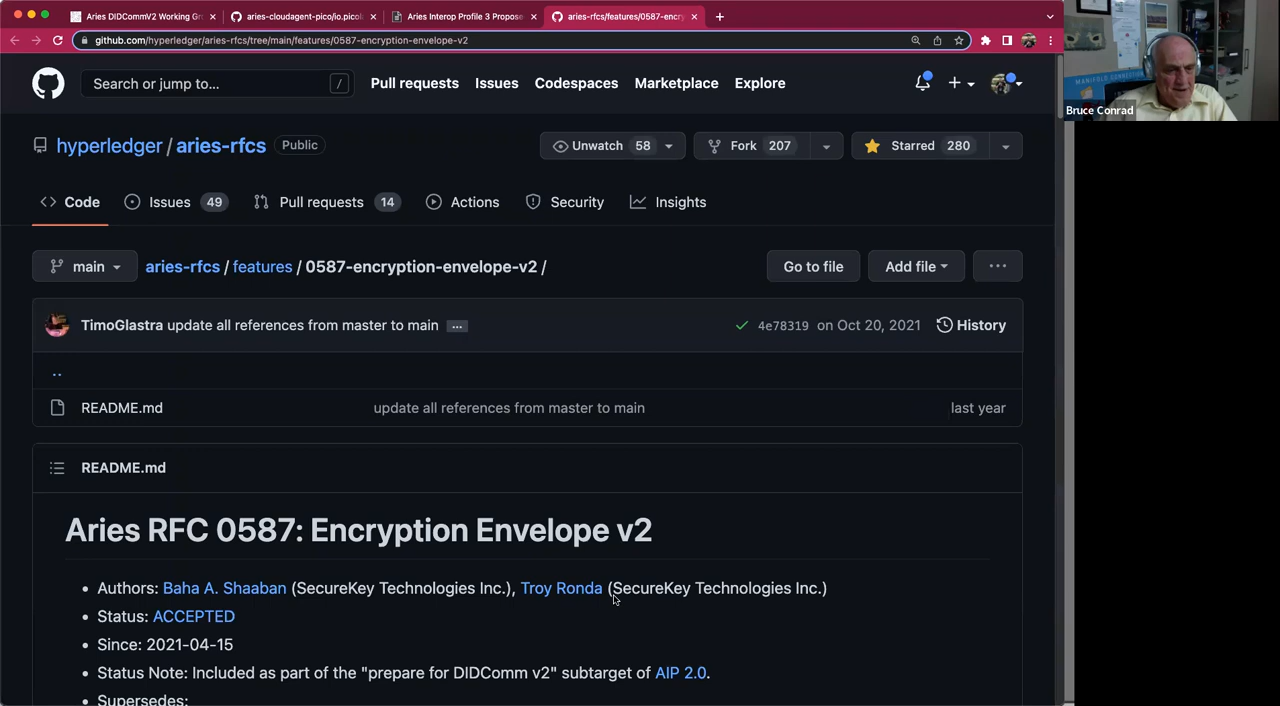 Aries DIDCommV2 Working Gr
aries-cloudagent-pico/io.picol
Aries Interop Profile 3 Propose
aries-rfcs/features/0587-encry
github.com/hyperledger/aries-rfcs/tree/main/features/0587-encryption-envelope-v2
Search or jump to...
/
Pull requests
Issues
Codespaces
Marketplace
Explore
MANIFOLD CONNECTION
Bruce Conrad
hyperledger / aries-rfcs
Public
Unwatch 58
Fork 207
Starred 280
Code
Issues 49
Pull requests 14
Actions
Security
Insights
main
aries-rfcs / features / 0587-encryption-envelope-v2 /
Go to file
Add file
...
TimoGlastra update all references from master to main ...
4e78319 on Oct 20, 2021
History
..
README.md
update all references from master to main
last year
README.md
Aries RFC 0587: Encryption Envelope v2
• Authors: Baha A. Shaaban (SecureKey Technologies Inc.), Troy Ronda (SecureKey Technologies Inc.)
• Status: ACCEPTED
• Since: 2021-04-15
• Status Note: Included as part of the "prepare for DIDComm v2" subtarget of AIP 2.0.
• Supersedes: